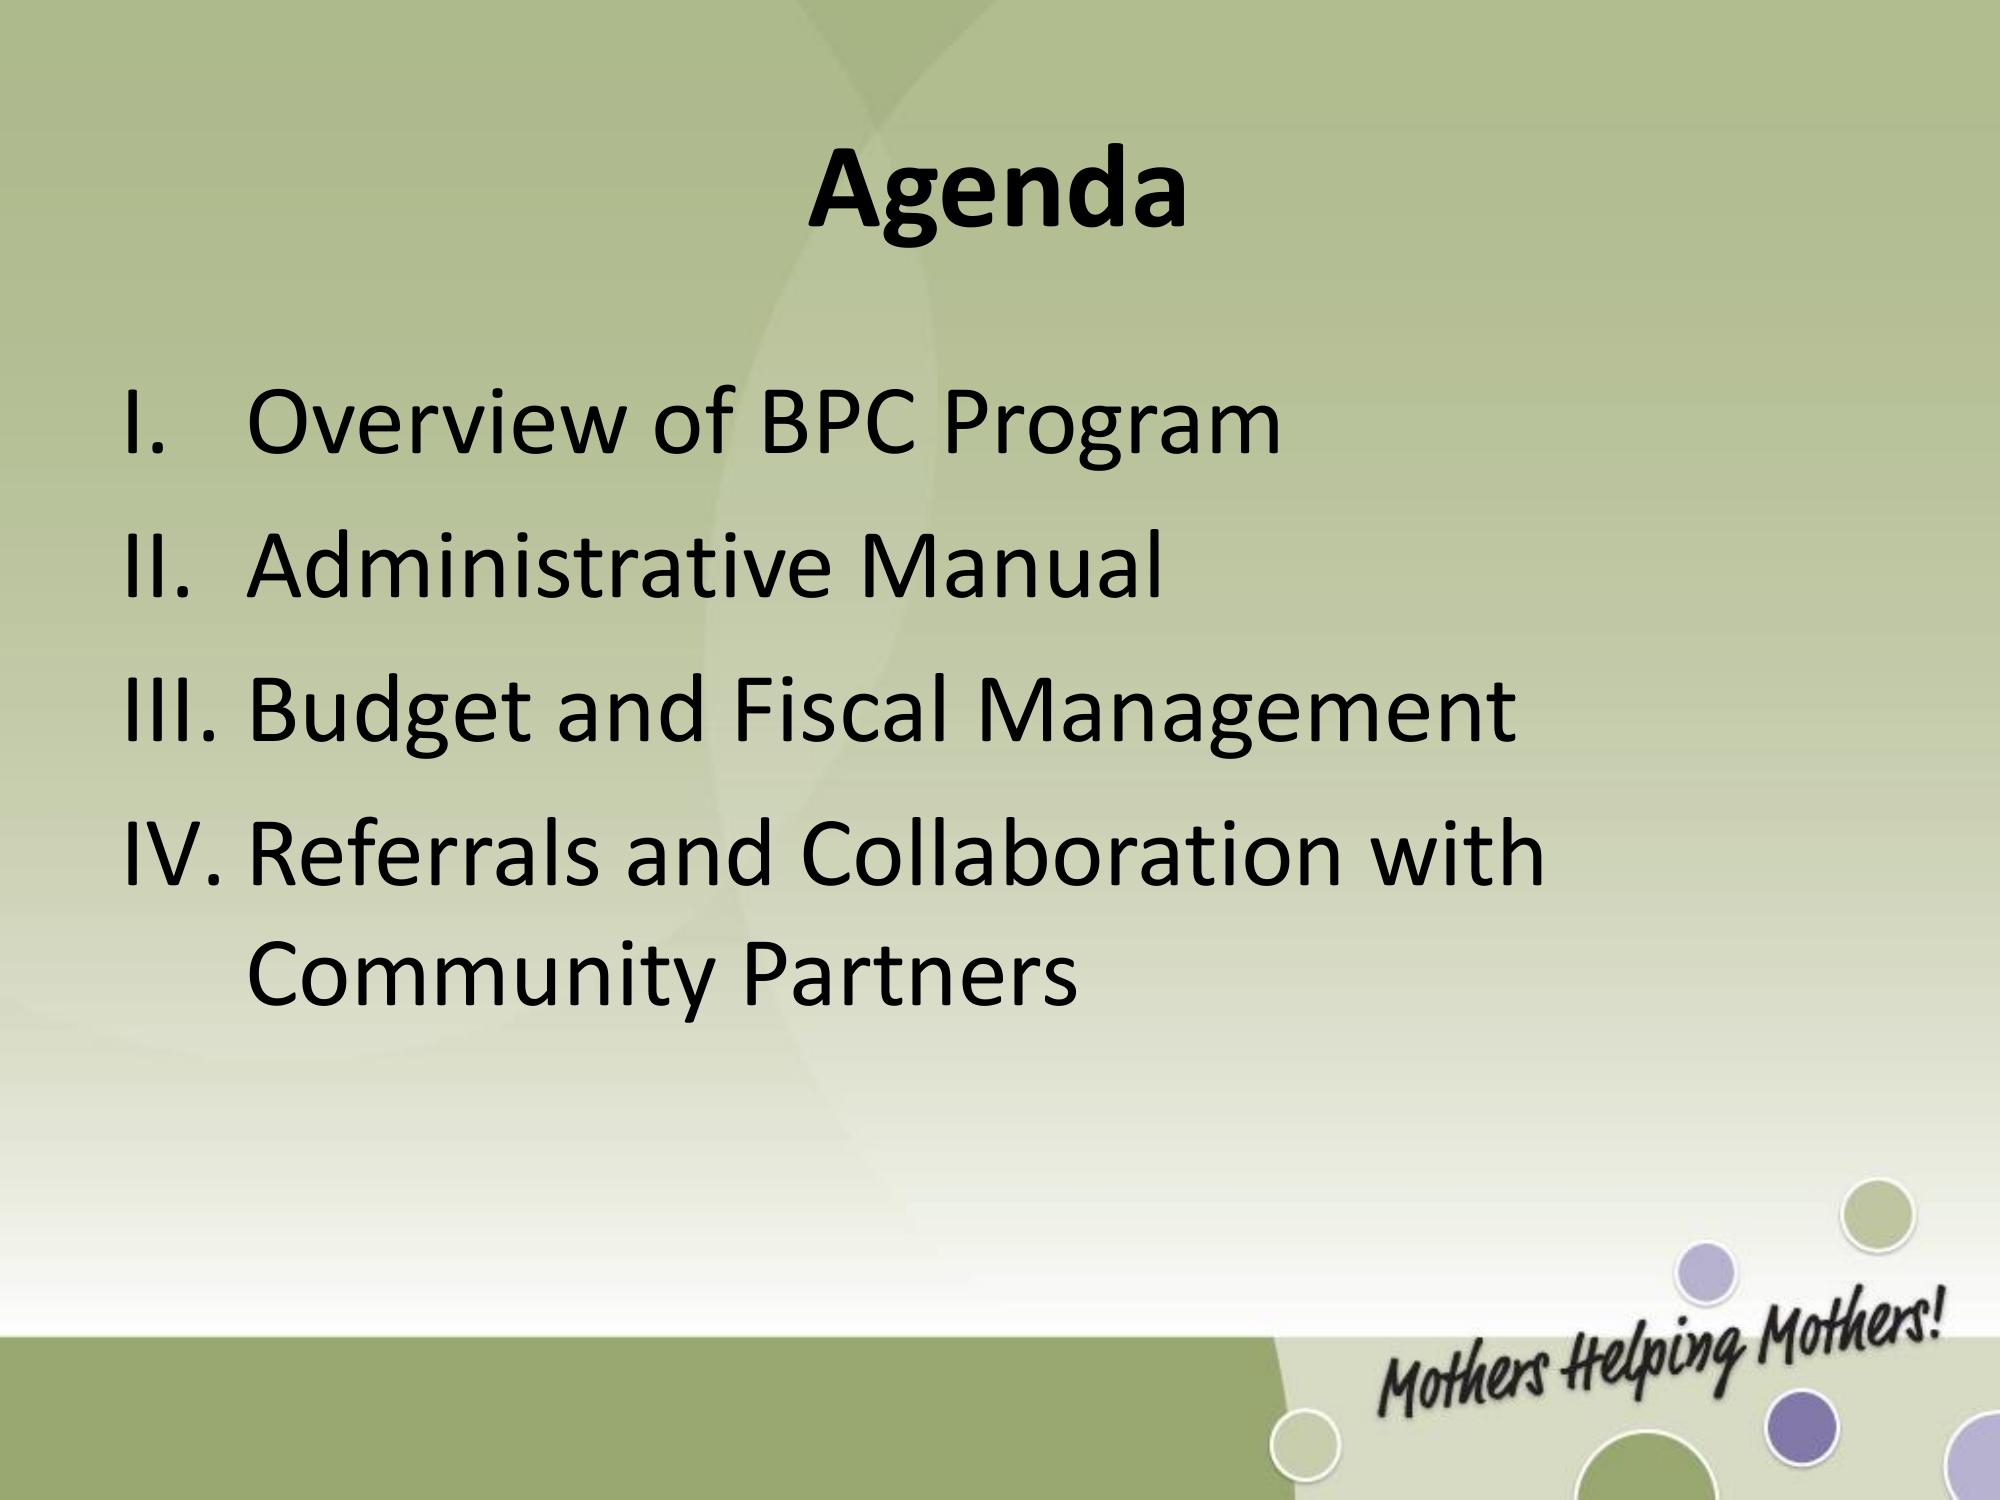 Agenda
I. Overview of BPC Program
II. Administrative Manual
III. Budget and Fiscal Management
IV. Referrals and Collaboration with
Community Partners
Mothers Helping Mothers!